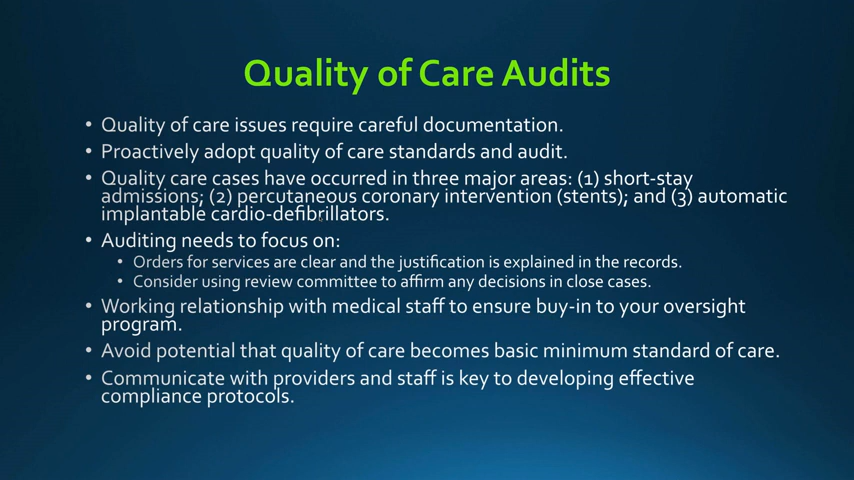 Quality of Care Audits
• Quality of care issues require careful documentation.
• Proactively adopt quality of care standards and audit.
• Quality care cases have occurred in three major areas: (1) short-stay
admissions; (2) percutaneous coronary intervention (stents); and (3) automatic
implantable cardio-defibrillators.
• Auditing needs to focus on:
• Orders for services are clear and the justification is explained in the records.
• Consider using review committee to affirm any decisions in close cases.
• Working relationship with medical staff to ensure buy-in to your oversight
program.
• Avoid potential that quality of care becomes basic minimum standard of care.
• Communicate with providers and staff is key to developing effective
compliance protocols.